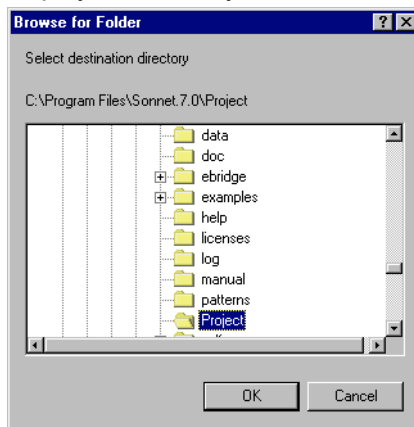 Browse for Folder
Select destination directory
C:\Program Files\Sonnet.7.0\Project
data
doc
ebridge
examples
help
licenses
log
manual
patterns
Project
OK
Cancel